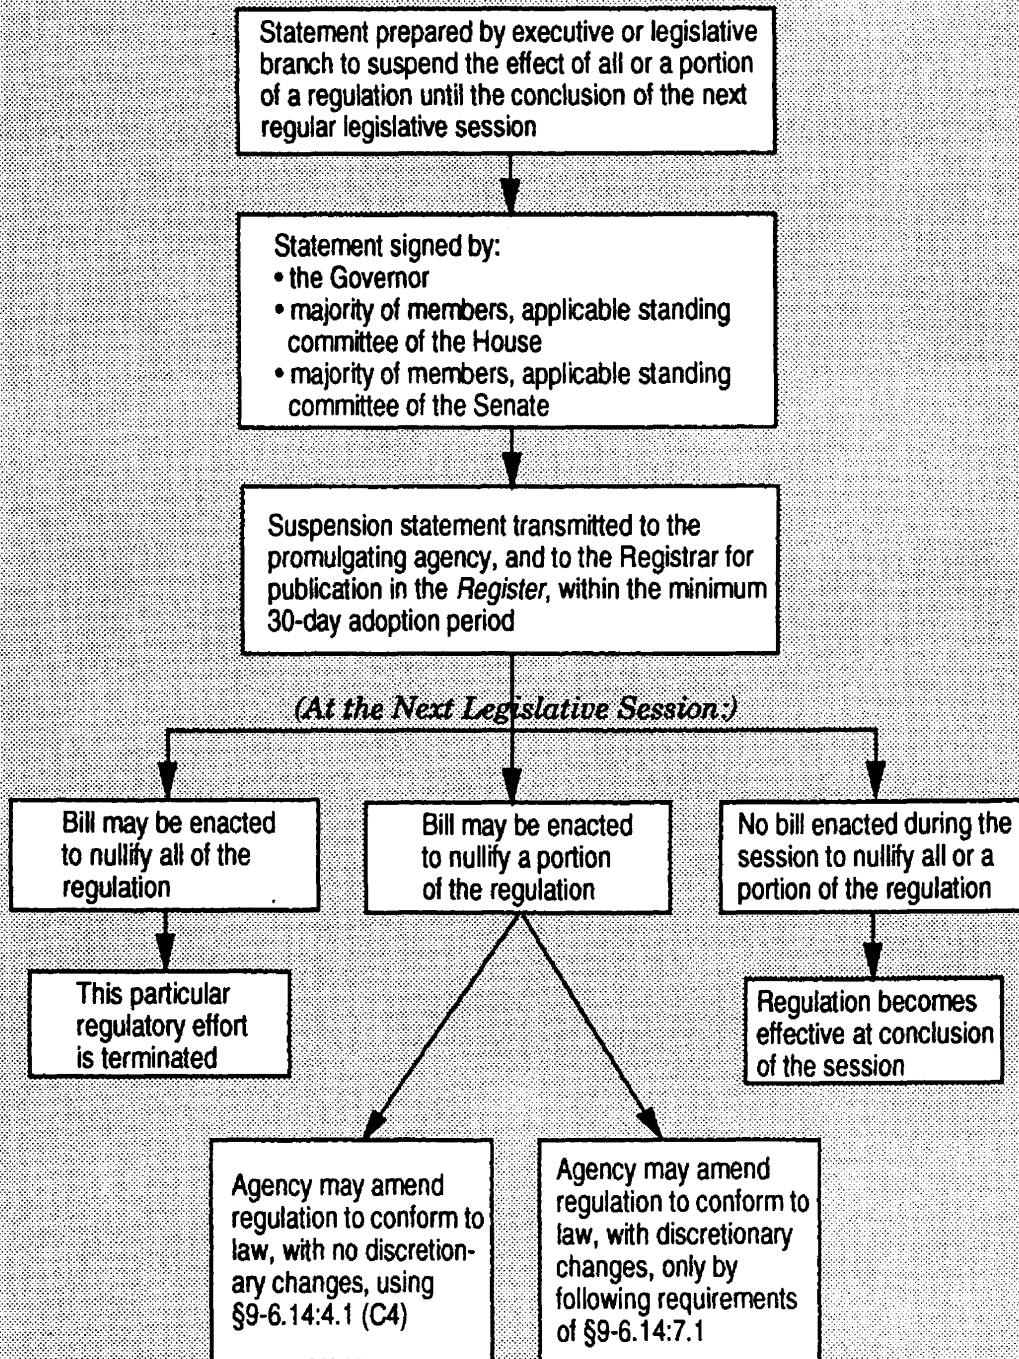 Statement prepared by executive or legislative
branch to suspend the effect of all or a portion
of a regulation until the conclusion of the next
regular legislative session
Statement signed by:
• the Governor
• majority of members, applicable standing
committee of the House
• majority of members, applicable standing
committee of the Senate
Suspension statement transmitted to the
promulgating agency, and to the Registrar for
publication in the Register, within the minimum
30-day adoption period
(At the Next Legislative Session:)
Bill may be enacted
to nullify all of the
regulation
Bill may be enacted
to nullify a portion
of the regulation
No bill enacted during the
session to nullify all or a
portion of the regulation
This particular
regulatory effort
is terminated
Regulation becomes
effective at conclusion
of the session
Agency may amend
regulation to conform to
law, with no discretion-
ary changes, using
§9-6.14:4.1 (C4)
Agency may amend
regulation to conform to
law, with discretionary
changes, only by
following requirements
of §9-6.14:7.1